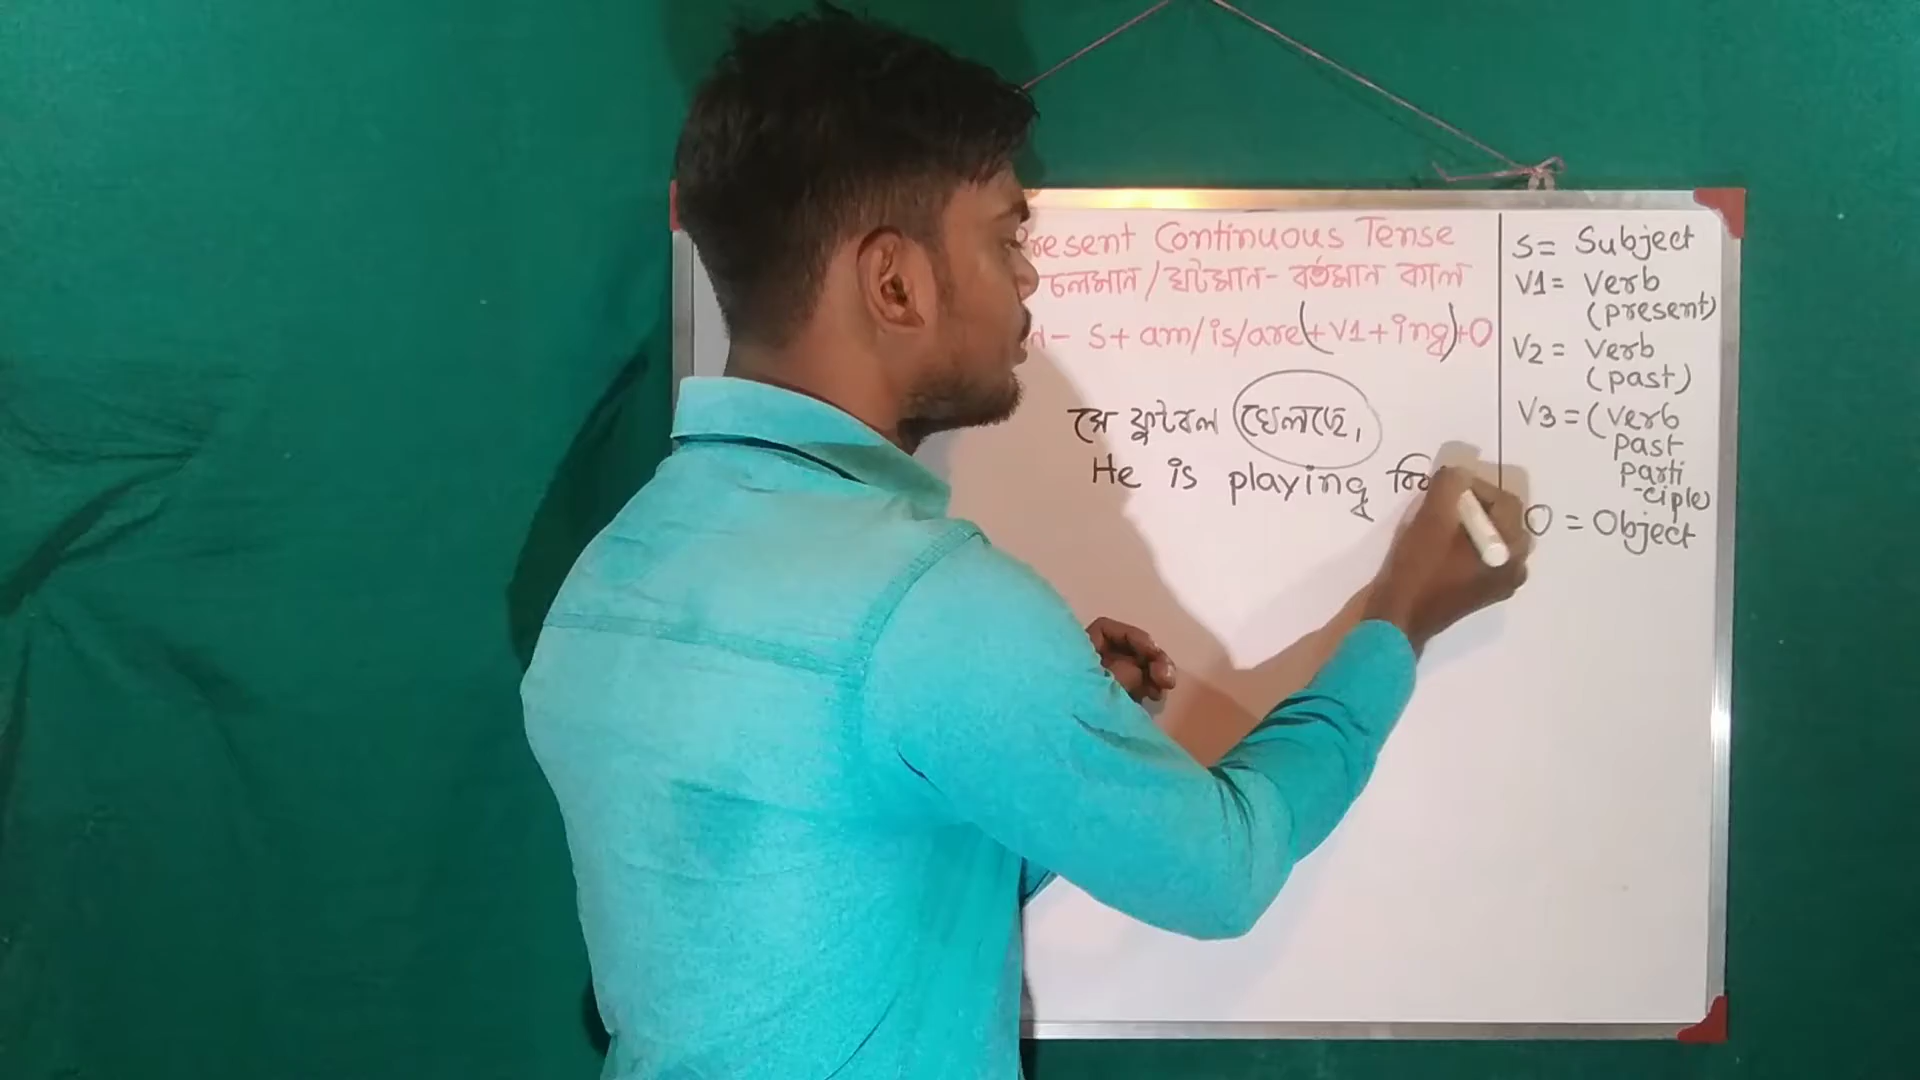 Present Continuous Tense
চলমান/ঘটমান- বর্তমান কাল
- S+ am/is/are(+V1+ing)+O
সে ফুটবল খেলছে,
He is playing
S= Subject
V1= Verb
(present)
V2= Verb
(past)
V3=(Verb
past
parti
-ciple)
O = Object